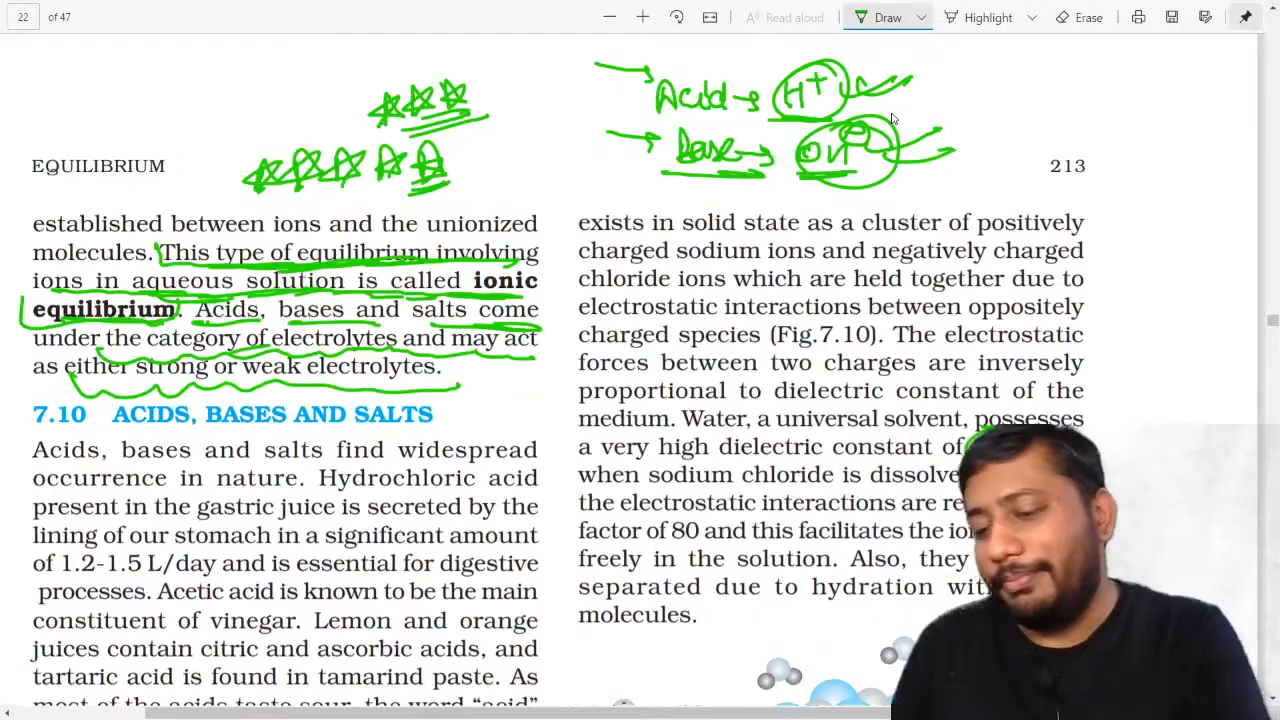 22 of 47
Read aloud
Draw
Highlight
Erase
Acid → H+
Base → OH
EQUILIBRIUM
213
established between ions and the unionized
molecules. This type of equilibrium involving
ions in aqueous solution is called ionic
equilibrium. Acids, bases and salts come
under the category of electrolytes and may act
as either strong or weak electrolytes.
7.10 ACIDS, BASES AND SALTS
Acids, bases and salts find widespread
occurrence in nature. Hydrochloric acid
present in the gastric juice is secreted by the
lining of our stomach in a significant amount
of 1.2-1.5 L/day and is essential for digestive
processes. Acetic acid is known to be the main
constituent of vinegar. Lemon and orange
juices contain citric and ascorbic acids, and
tartaric acid is found in tamarind paste. As
most of the acids taste sour, the word "acid"
exists in solid state as a cluster of positively
charged sodium ions and negatively charged
chloride ions which are held together due to
electrostatic interactions between oppositely
charged species (Fig.7.10). The electrostatic
forces between two charges are inversely
proportional to dielectric constant of the
medium. Water, a universal solvent, possesses
a very high dielectric constant of
when sodium chloride is
the electrostatic interactions are
factor of 80 and this facilitates the
freely in the solution. Also, they
separated due to hydration
molecules.